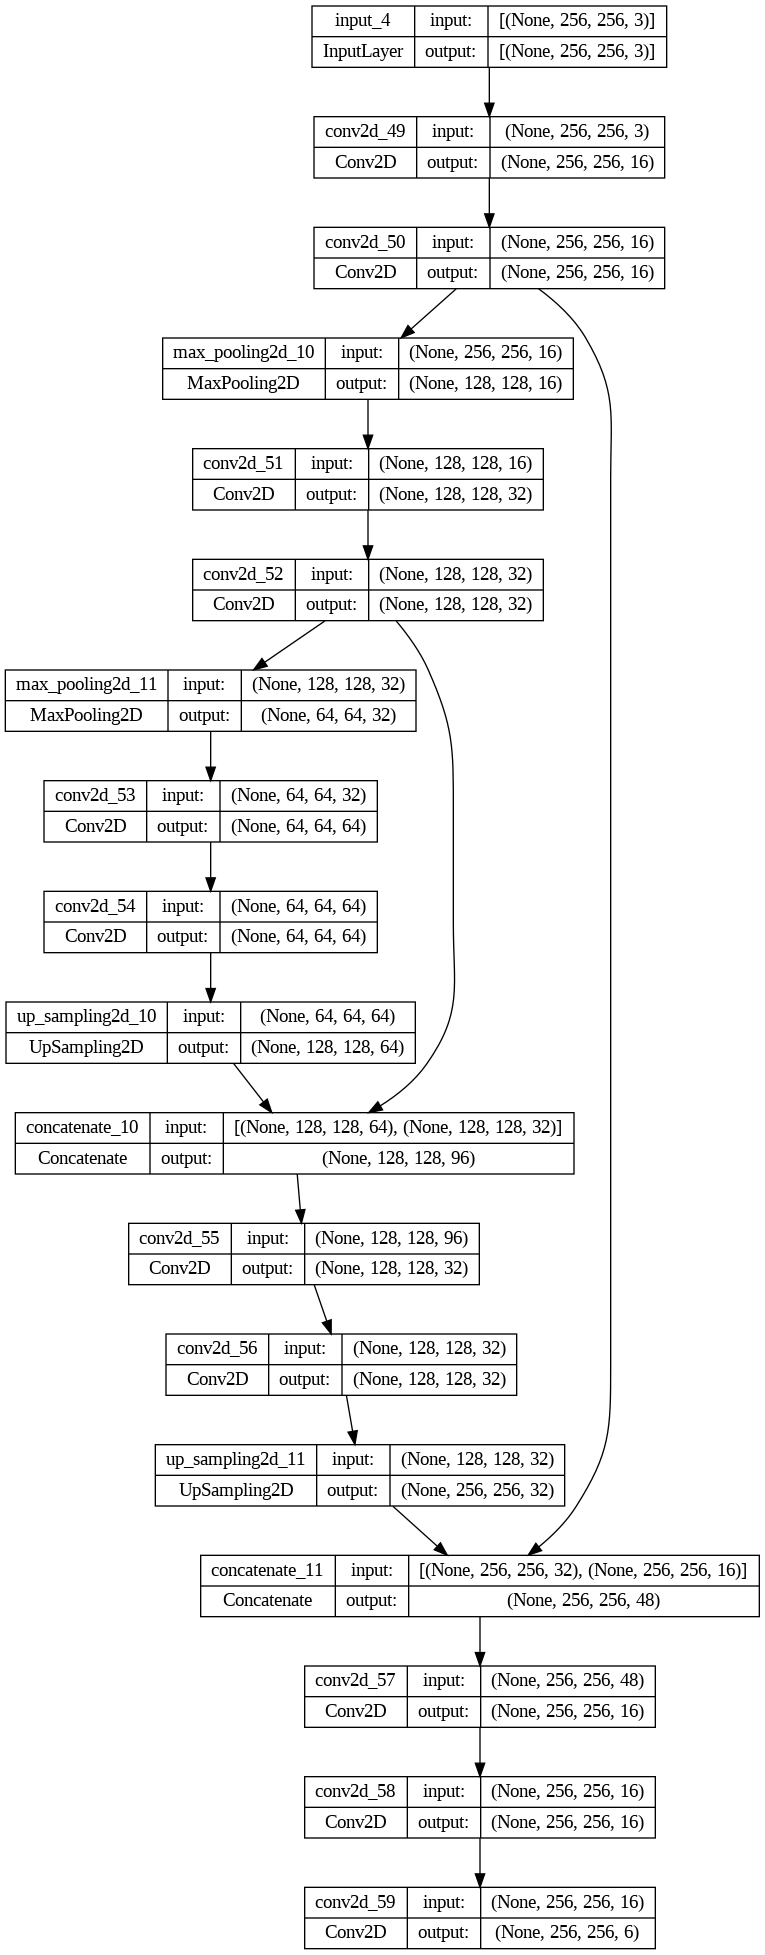 input_4 input: [(None, 256, 256, 3)]
InputLayer output: [(None, 256, 256, 3)]
conv2d_49 input: (None, 256, 256, 3)
Conv2D output: (None, 256, 256, 16)
conv2d_50 input: (None, 256, 256, 16)
Conv2D output: (None, 256, 256, 16)
max_pooling2d_10 input: (None, 256, 256, 16)
MaxPooling2D output: (None, 128, 128, 16)
conv2d_51 input: (None, 128, 128, 16)
Conv2D output: (None, 128, 128, 32)
conv2d_52 input: (None, 128, 128, 32)
Conv2D output: (None, 128, 128, 32)
max_pooling2d_11 input: (None, 128, 128, 32)
MaxPooling2D output: (None, 64, 64, 32)
conv2d_53 input: (None, 64, 64, 32)
Conv2D output: (None, 64, 64, 64)
conv2d_54 input: (None, 64, 64, 64)
Conv2D output: (None, 64, 64, 64)
up_sampling2d_10 input: (None, 64, 64, 64)
UpSampling2D output: (None, 128, 128, 64)
concatenate_10 input: [(None, 128, 128, 64), (None, 128, 128, 32)]
Concatenate output: (None, 128, 128, 96)
conv2d_55 input: (None, 128, 128, 96)
Conv2D output: (None, 128, 128, 32)
conv2d_56 input: (None, 128, 128, 32)
Conv2D output: (None, 128, 128, 32)
up_sampling2d_11 input: (None, 128, 128, 32)
UpSampling2D output: (None, 256, 256, 32)
concatenate_11 input: [(None, 256, 256, 32), (None, 256, 256, 16)]
Concatenate output: (None, 256, 256, 48)
conv2d_57 input: (None, 256, 256, 48)
Conv2D output: (None, 256, 256, 16)
conv2d_58 input: (None, 256, 256, 16)
Conv2D output: (None, 256, 256, 16)
conv2d_59 input: (None, 256, 256, 16)
Conv2D output: (None, 256, 256, 6)